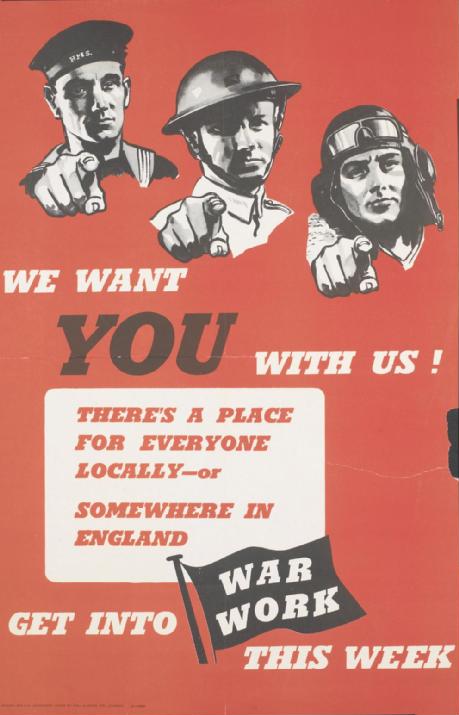 H.M.S.
WE WANT
YOU WITH US !
THERE'S A PLACE
FOR EVERYONE
LOCALLY—or
SOMEWHERE IN
ENGLAND
WAR
WORK
GET INTO
THIS WEEK